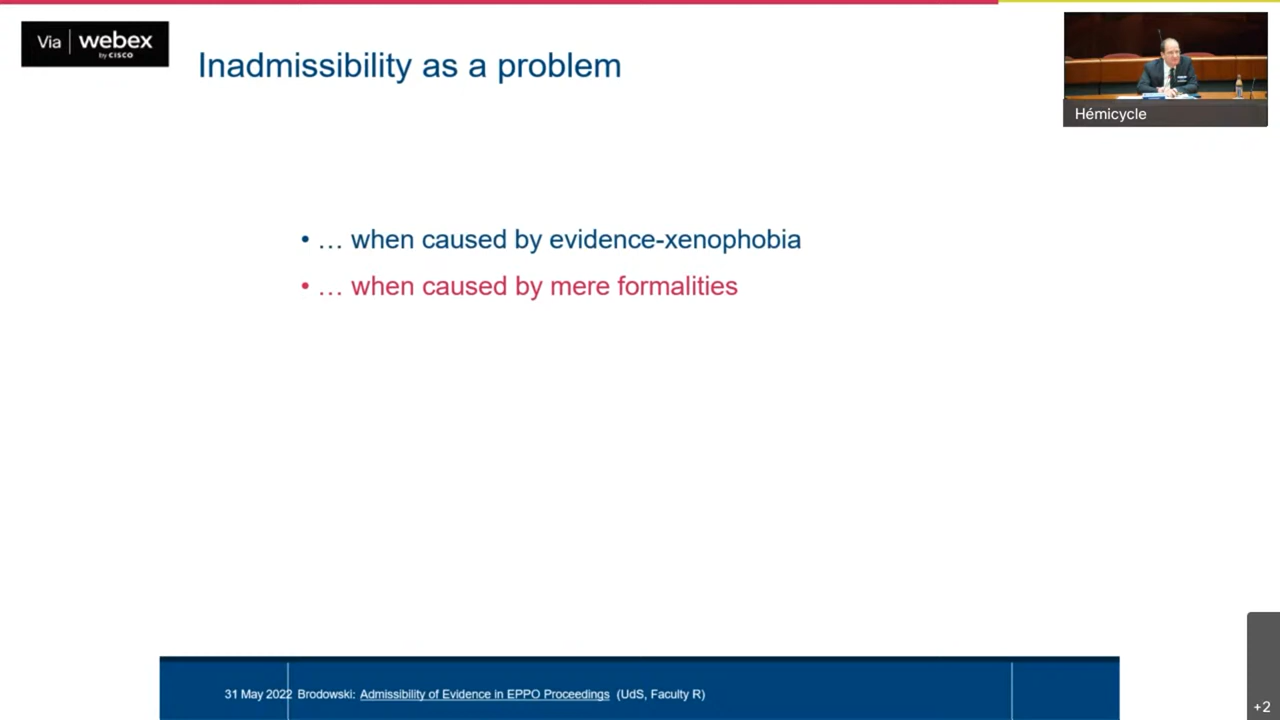 Via webex
by CISCO
Inadmissibility as a problem
Hémicycle
• … when caused by evidence-xenophobia
• … when caused by mere formalities
31 May 2022 Brodowski: Admissibility of Evidence in EPPO Proceedings (UdS, Faculty R)
+2